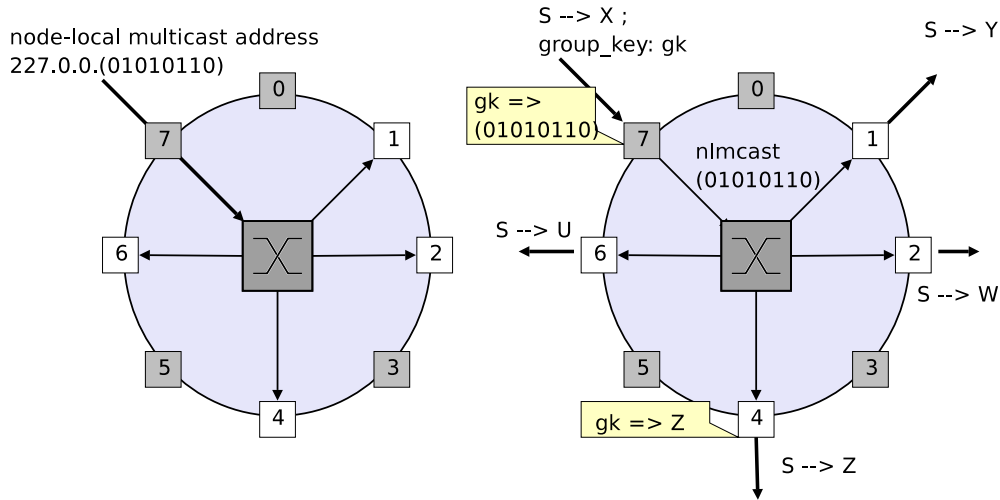 node-local multicast address
227.0.0.(01010110)
0
7
1
6
2
5
3
4
S --> X ;
group_key: gk
S --> Y
gk =>
(01010110)
0
7
1
nlmcast
(01010110)
S --> U
6
2
S --> W
5
3
gk => Z
4
S --> Z